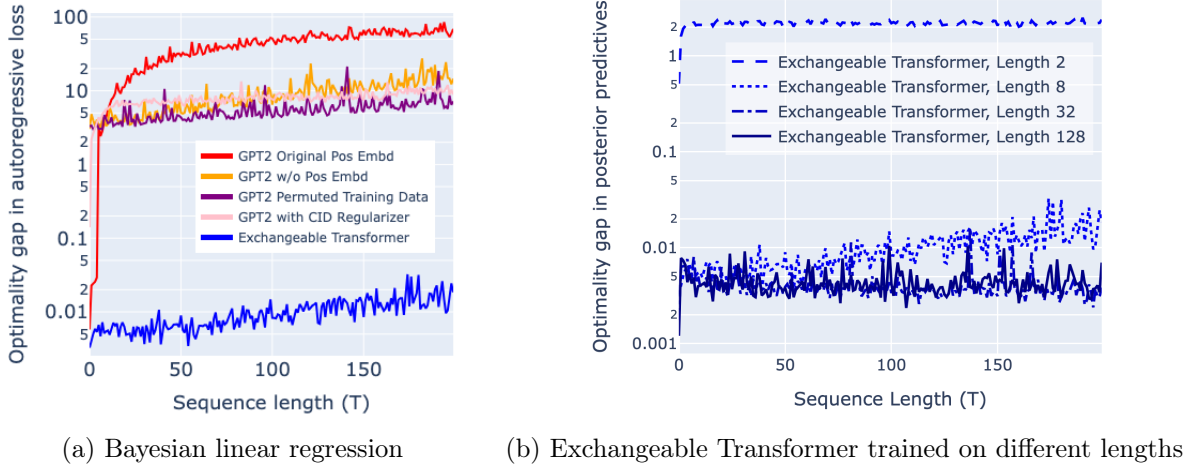 Optimality gap in autoregressive loss
100
5
2
10
5
2
1
5
2
0.1
5
2
0.01
5
GPT2 Original Pos Embd
GPT2 w/o Pos Embd
GPT2 Permuted Training Data
GPT2 with CID Regularizer
Exchangeable Transformer
0
50
100
150
Sequence length (T)
(a) Bayesian linear regression
Optimality gap in posterior predictives
2
1
5
2
0.1
5
2
0.01
5
2
0.001
Exchangeable Transformer, Length 2
Exchangeable Transformer, Length 8
Exchangeable Transformer, Length 32
Exchangeable Transformer, Length 128
0
50
100
150
Sequence Length (T)
(b) Exchangeable Transformer trained on different lengths